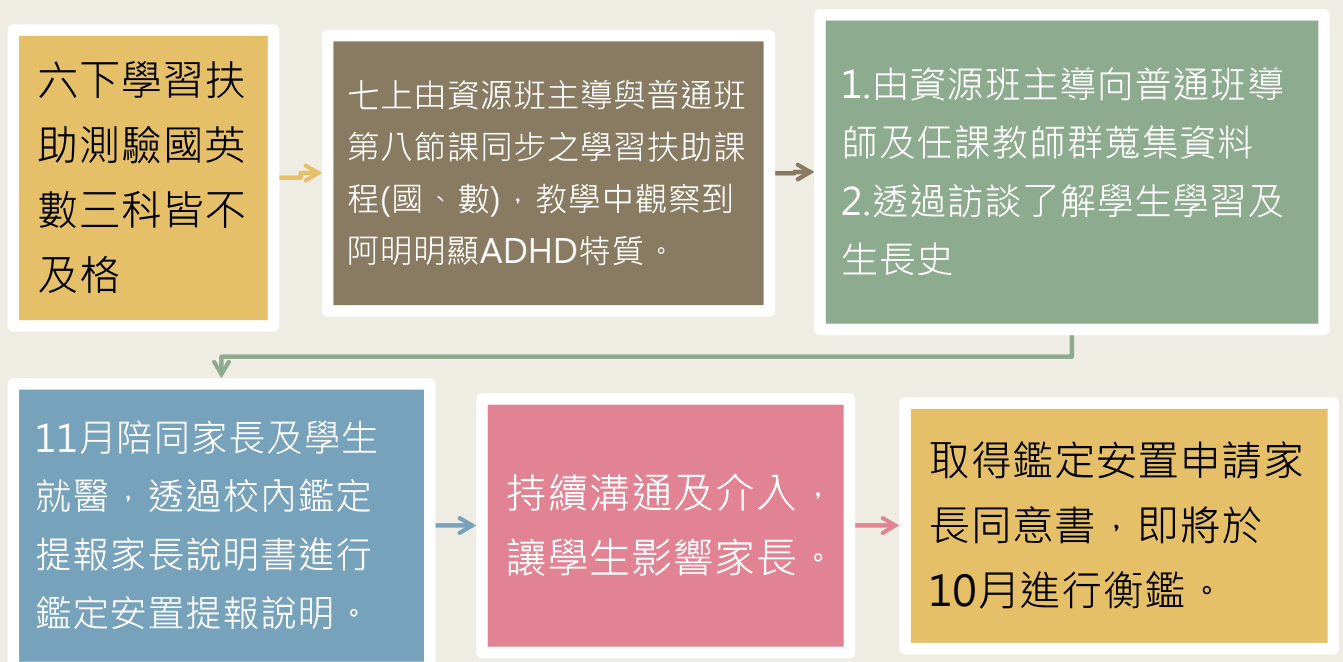 六下學習扶
助測驗國英
數三科皆不
及格
七上由資源班主導與普通班
第八節課同步之學習扶助課
程(國、數)，教學中觀察到
阿明明顯ADHD特質。
1.由資源班主導向普通班導
師及任課教師群蒐集資料
2.透過訪談了解學生學習及
生長史
11月陪同家長及學生
就醫，透過校內鑑定
提報家長說明書進行
鑑定安置提報說明。
持續溝通及介入，
讓學生影響家長。
取得鑑定安置申請家
長同意書，即將於
10月進行衡鑑。